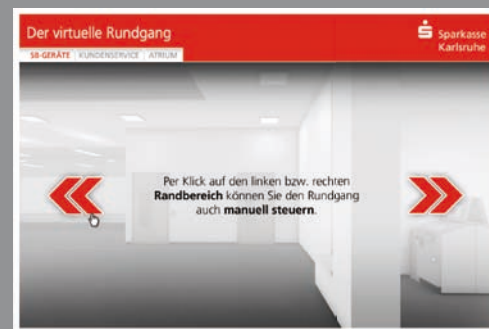 Der virtuelle Rundgang
Sparkasse
Karlsruhe
SB-GERÄTE KUNDENSERVICE ATRIUM
Per Klick auf den linken bzw. rechten
Randbereich können Sie den Rundgang
auch manuell steuern.